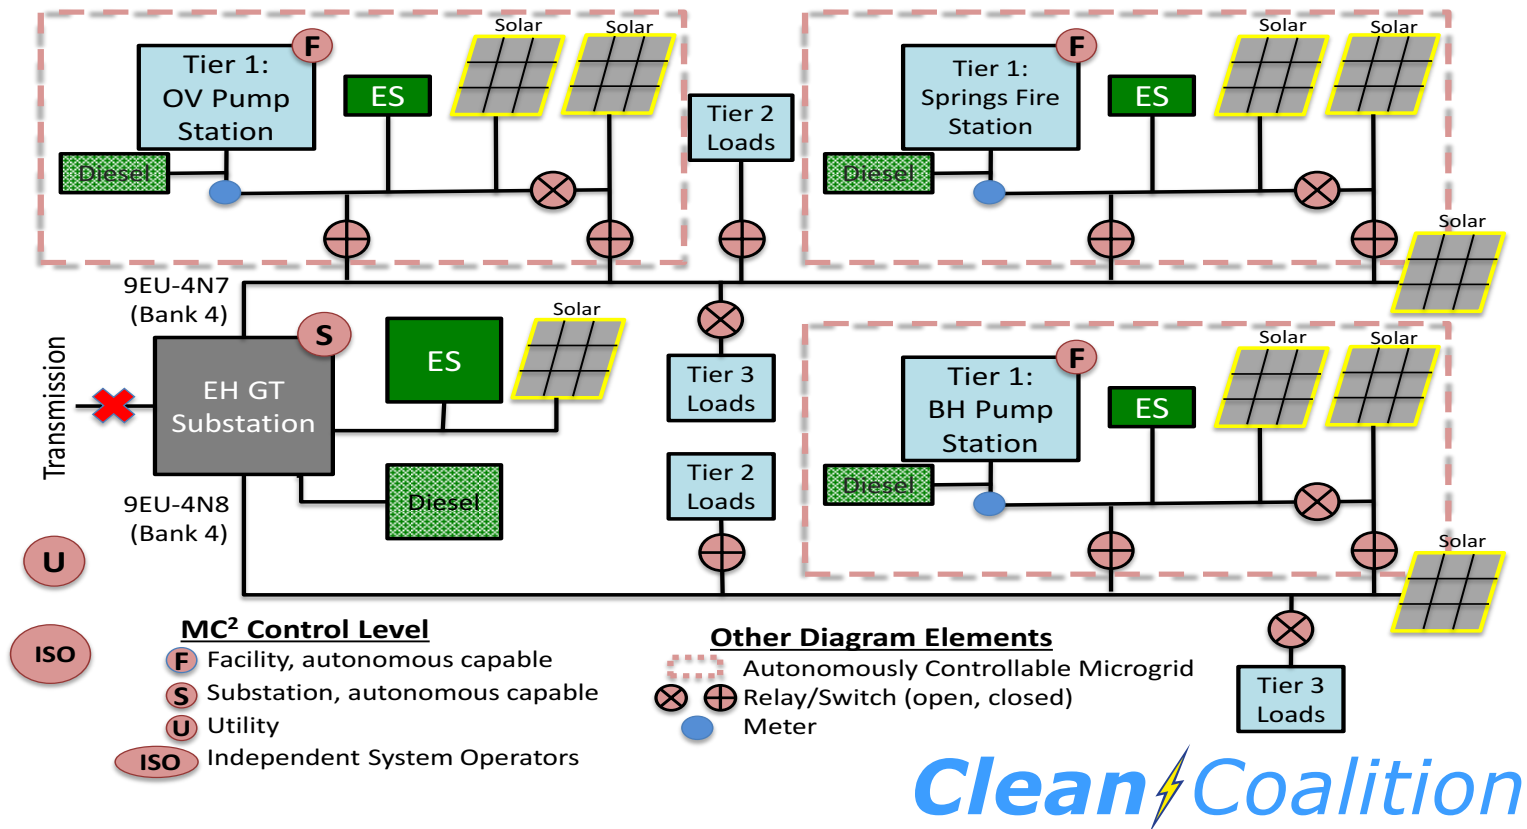 Solar
Solar
F
Tier 1:
OV Pump
Station
ES
Diesel
Tier 2
Loads
Solar
Solar
F
Tier 1:
Springs Fire
Station
ES
Diesel
Solar
9EU-4N7
(Bank 4)
S
EH GT
Substation
Transmission
ES
Solar
Diesel
9EU-4N8
(Bank 4)
Tier 3
Loads
Tier 2
Loads
Solar
Solar
F
Tier 1:
BH Pump
Station
ES
Diesel
Solar
Tier 3
Loads
U
ISO
MC² Control Level
F Facility, autonomous capable
S Substation, autonomous capable
U Utility
ISO Independent System Operators
Other Diagram Elements
Autonomously Controllable Microgrid
Relay/Switch (open, closed)
Meter
Clean Coalition